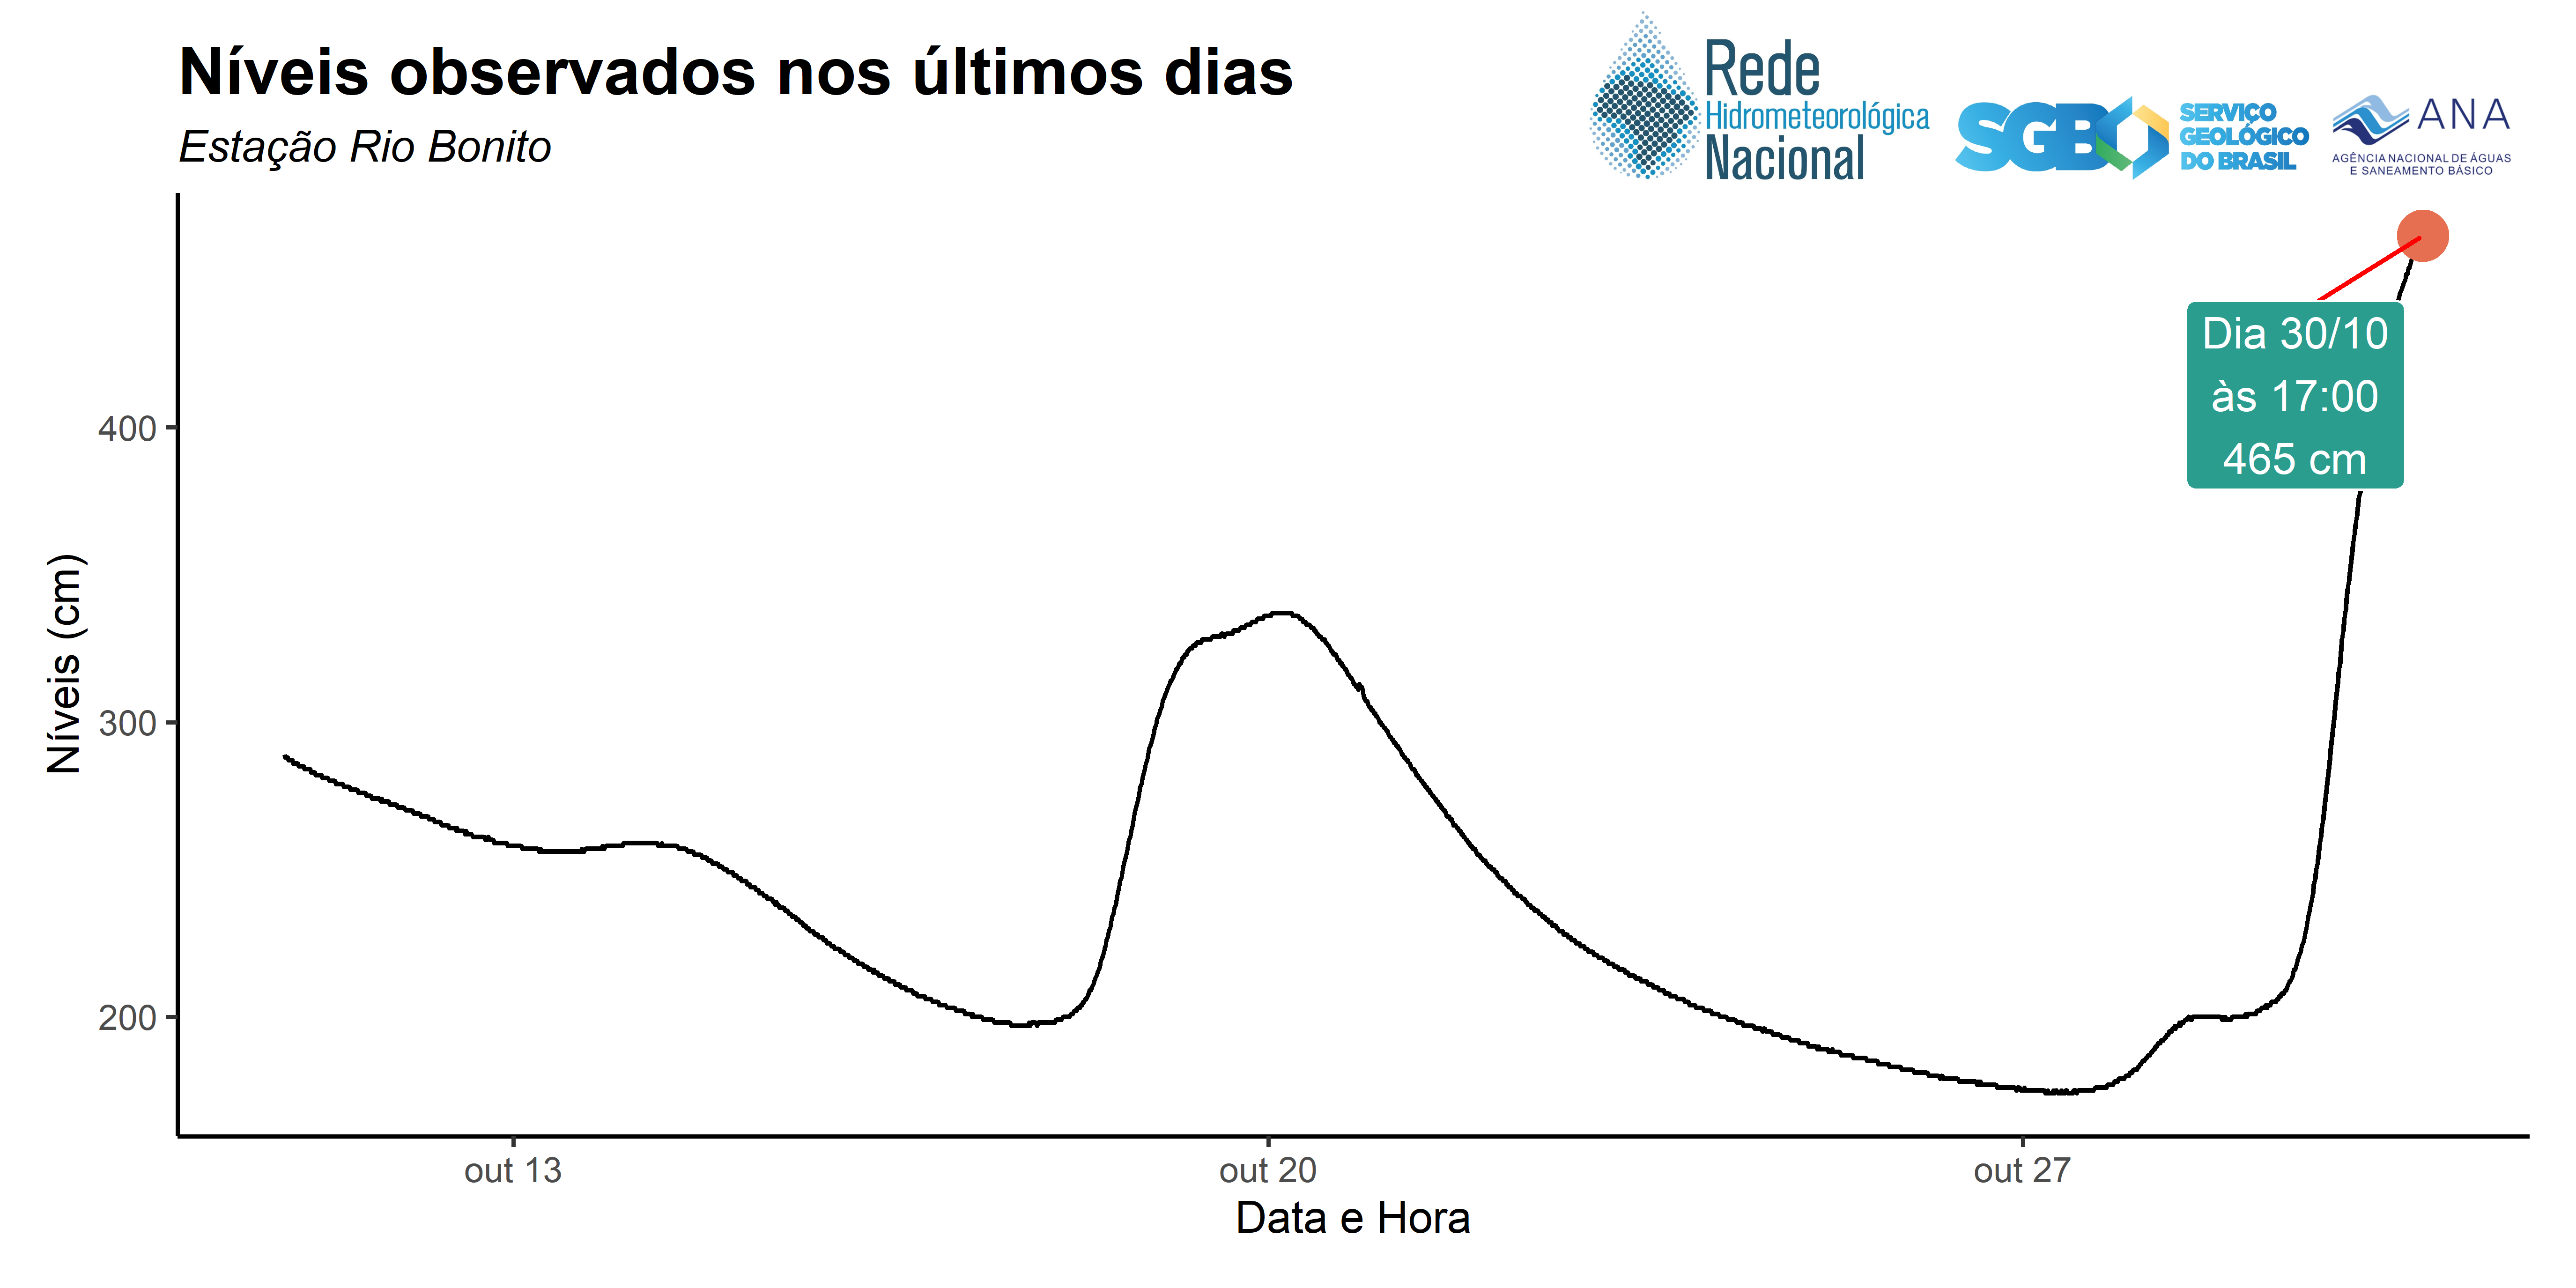 Níveis observados nos últimos dias
Estação Rio Bonito
Rede
Hidrometeorológica
Nacional
SGB
SERVIÇO
GEOLÓGICO
DO BRASIL
ANA
AGÊNCIA NACIONAL DE ÁGUAS
E SANEAMENTO BÁSICO
Dia 30/10
às 17:00
465 cm
Níveis (cm)
400
300
200
out 13
out 20
out 27
Data e Hora